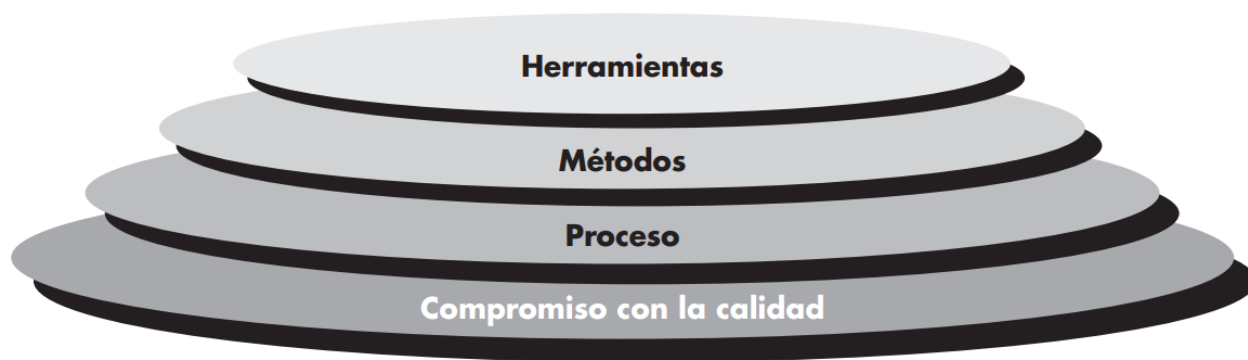 Herramientas
Métodos
Proceso
Compromiso con la calidad